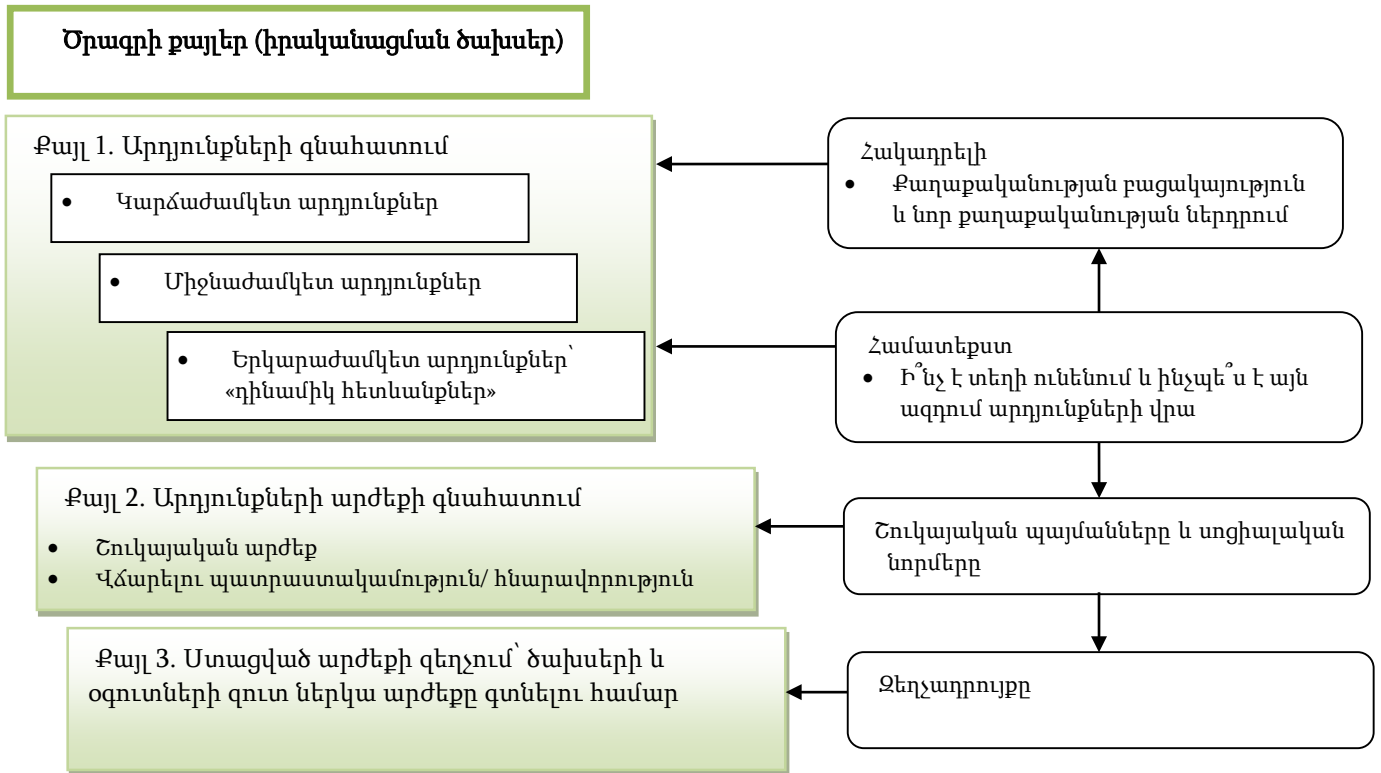 Ծրագրի քայլեր (իրականացման ծախսեր)
Քայլ 1. Արդյունքների գնահատում
• Կարճաժամկետ արդյունքներ
• Միջնաժամկետ արդյունքներ
• Երկարաժամկետ արդյունքներ՝
«դինամիկ հետևանքներ»
Հակադրելի
• Քաղաքականության բացակայություն
և նոր քաղաքականության ներդրում
Համատեքստ
• Ի՞նչ է տեղի ունենում և ինչպե՞ս է այն
ազդում արդյունքների վրա
Քայլ 2. Արդյունքների արժեքի գնահատում
• Շուկայական արժեք
• Վճարելու պատրաստակամություն/ հնարավորություն
Շուկայական պայմանները և սոցիալական
նորմերը
Քայլ 3. Ստացված արժեքի զեղչում՝ ծախսերի և
օգուտների զուտ ներկա արժեքը գտնելու համար
Զեղչադրույքը